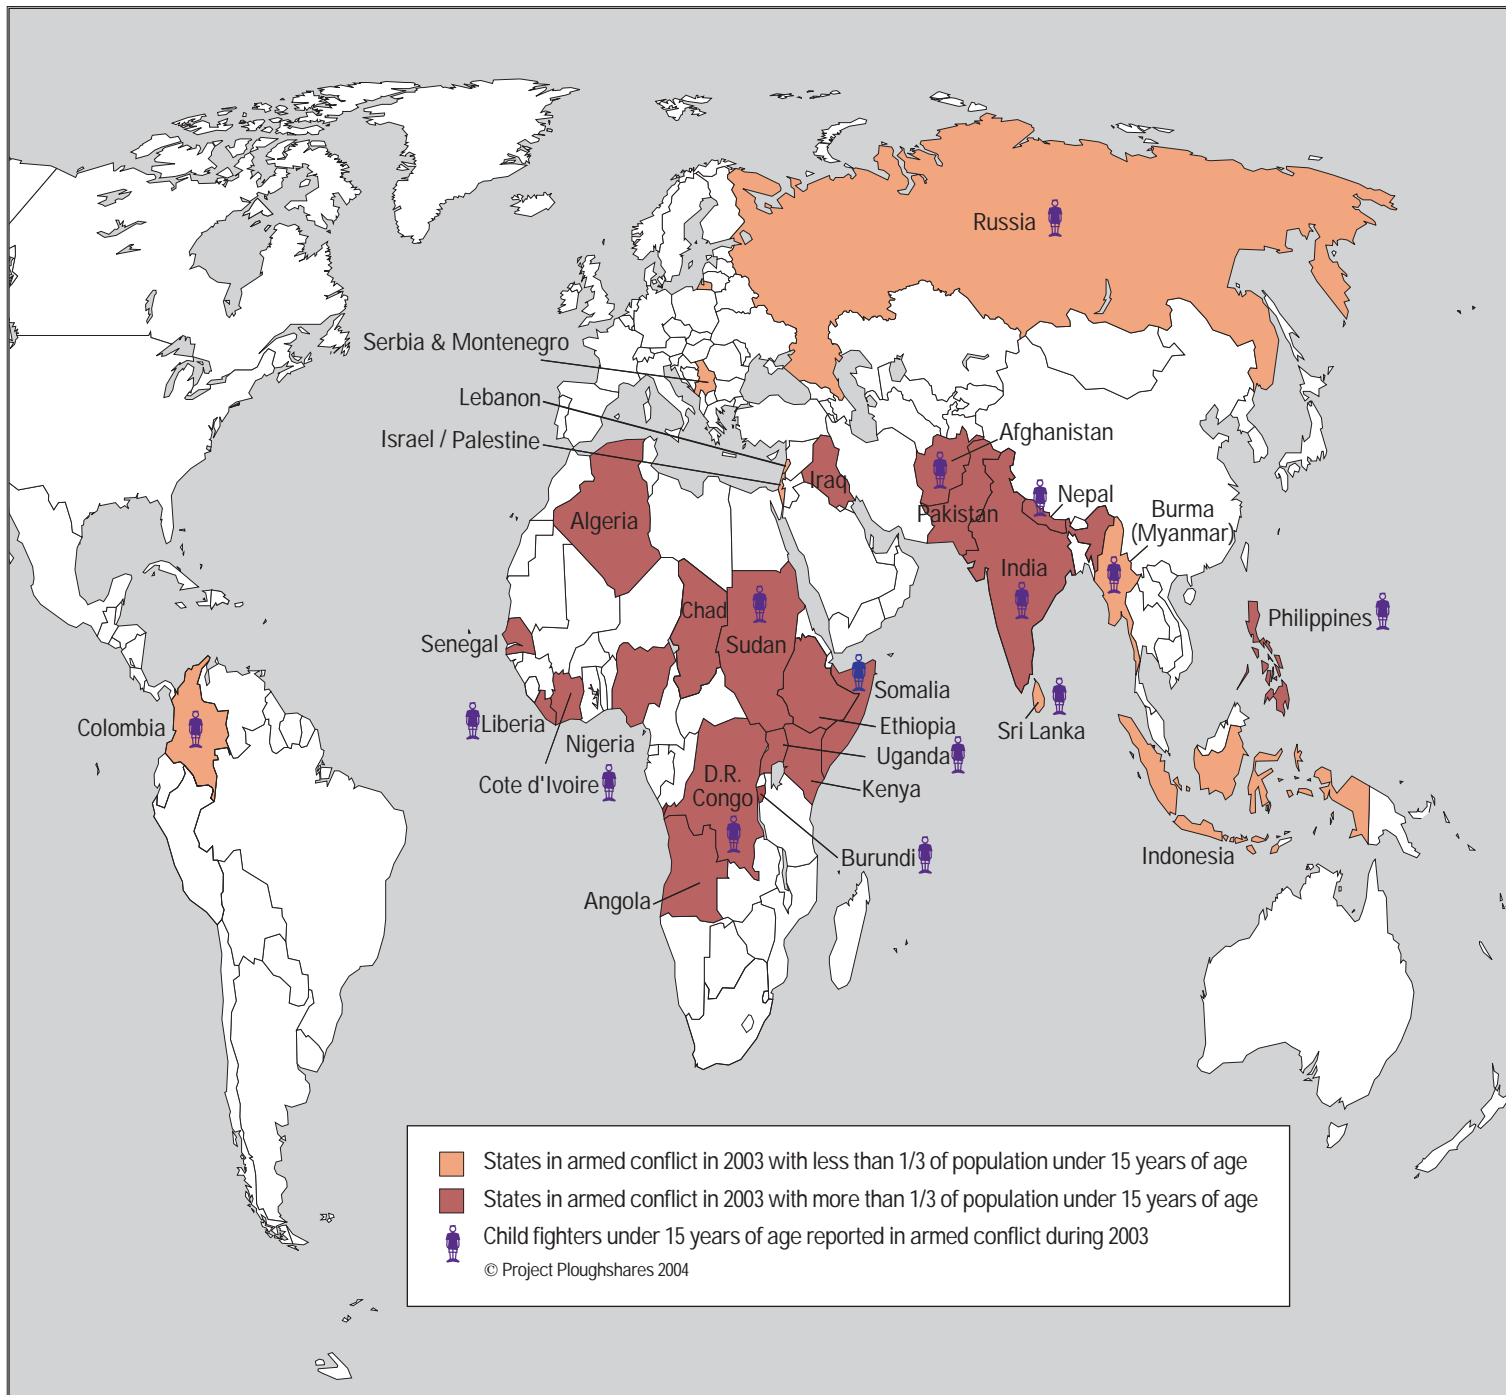 Russia
Serbia & Montenegro
Lebanon
Israel / Palestine
Afghanistan
Iraq
Pakistan
Nepal
Burma
(Myanmar)
Algeria
India
Chad
Sudan
Senegal
Philippines
Somalia
Colombia
Liberia
Ethiopia
Sri Lanka
Nigeria
Uganda
Cote d'Ivoire
D.R.
Congo
Kenya
Burundi
Indonesia
Angola
States in armed conflict in 2003 with less than 1/3 of population under 15 years of age
States in armed conflict in 2003 with more than 1/3 of population under 15 years of age
Child fighters under 15 years of age reported in armed conflict during 2003
© Project Ploughshares 2004